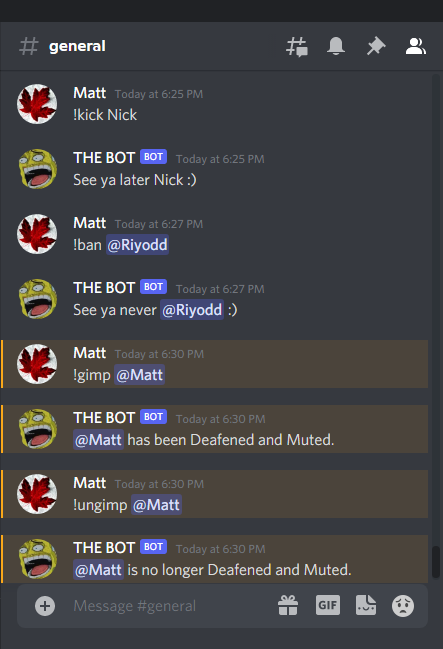 general
Matt Today at 6:25 PM
!kick Nick
THE BOT BOT Today at 6:25 PM
See ya later Nick :)
Matt Today at 6:27 PM
!ban @Riyodd
THE BOT BOT Today at 6:27 PM
See ya never @Riyodd :)
Matt Today at 6:30 PM
!gimp @Matt
THE BOT BOT Today at 6:30 PM
@Matt has been Deafened and Muted.
Matt Today at 6:30 PM
!ungimp @Matt
THE BOT BOT Today at 6:30 PM
@Matt is no longer Deafened and Muted.
Message #general
GIF